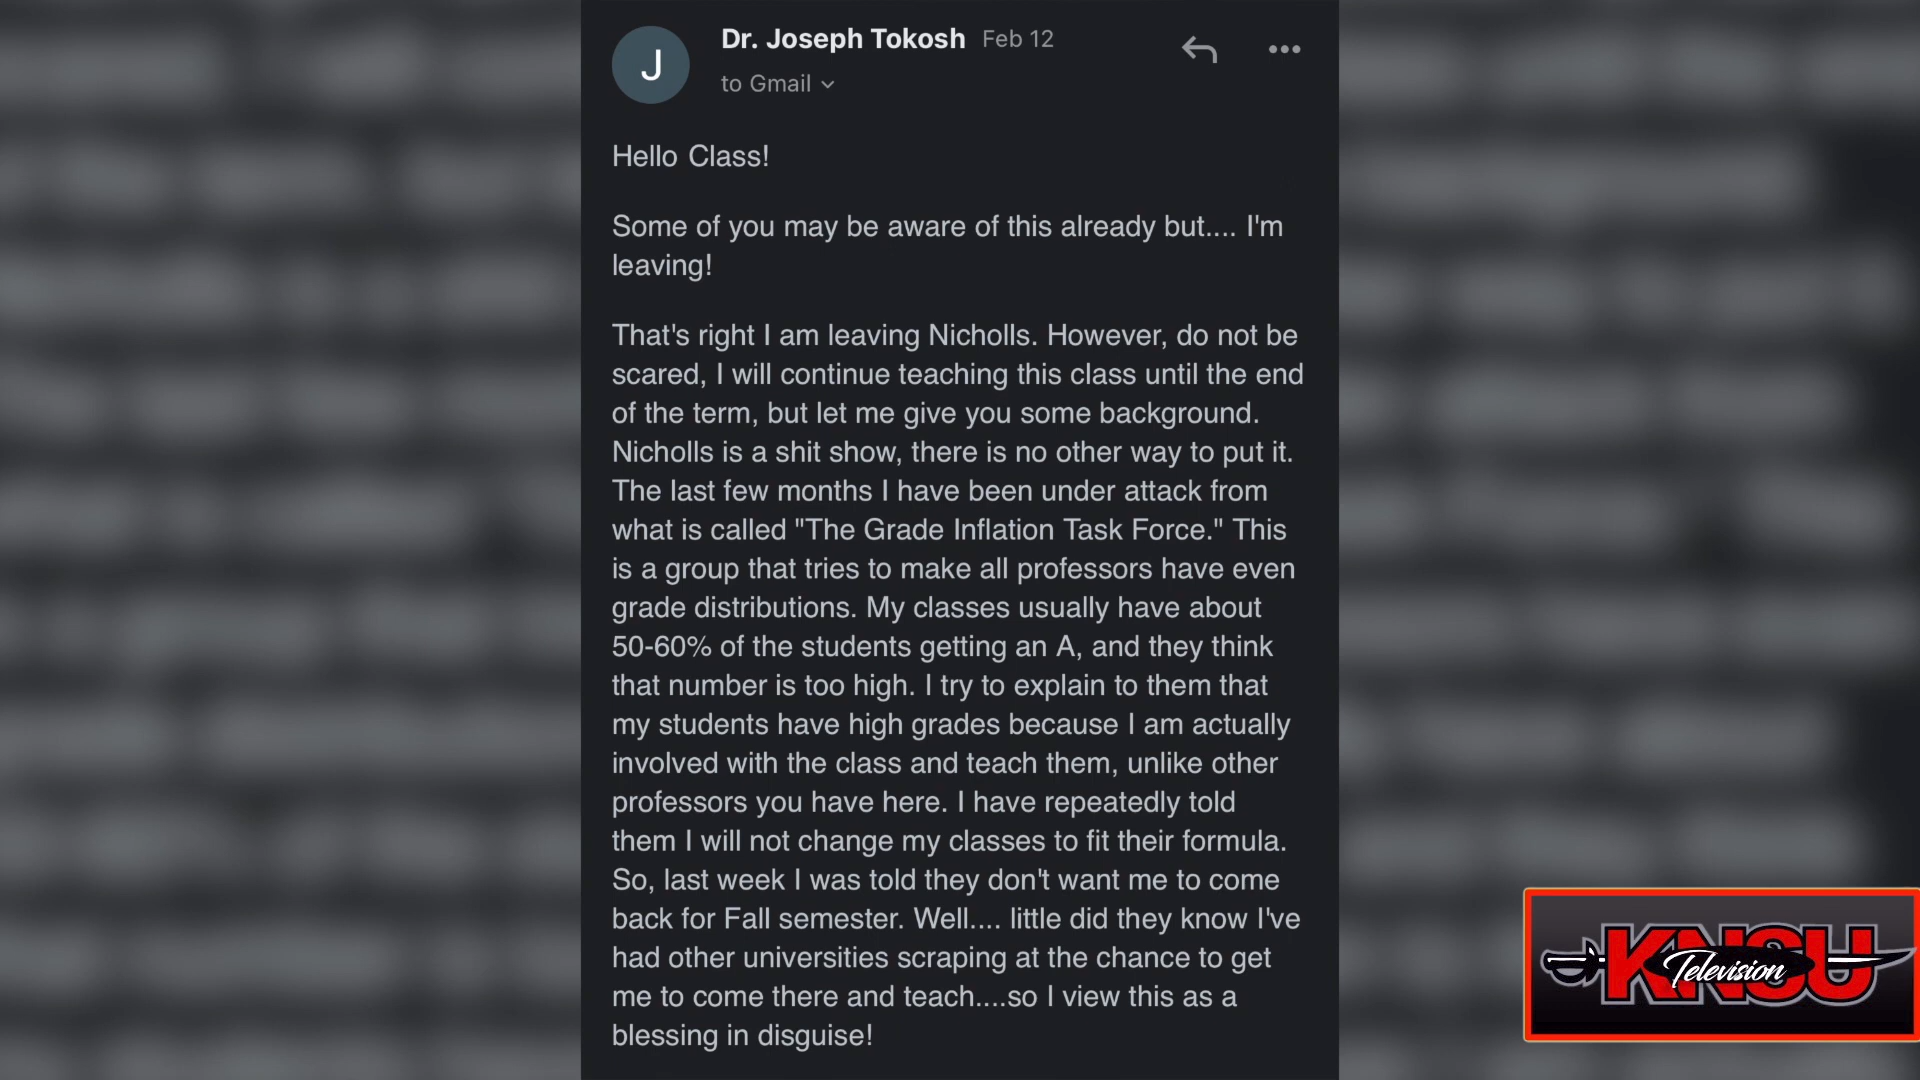 J
Dr. Joseph Tokosh Feb 12
to Gmail
Hello Class!
Some of you may be aware of this already but.... I'm
leaving!
That's right I am leaving Nicholls. However, do not be
scared, I will continue teaching this class until the end
of the term, but let me give you some background.
Nicholls is a shit show, there is no other way to put it.
The last few months I have been under attack from
what is called "The Grade Inflation Task Force." This
is a group that tries to make all professors have even
grade distributions. My classes usually have about
50-60% of the students getting an A, and they think
that number is too high. I try to explain to them that
my students have high grades because I am actually
involved with the class and teach them, unlike other
professors you have here. I have repeatedly told
them I will not change my classes to fit their formula.
So, last week I was told they don't want me to come
back for Fall semester. Well.... little did they know I've
had other universities scraping at the chance to get
me to come there and teach....so I view this as a
blessing in disguise!
KNSU
Television